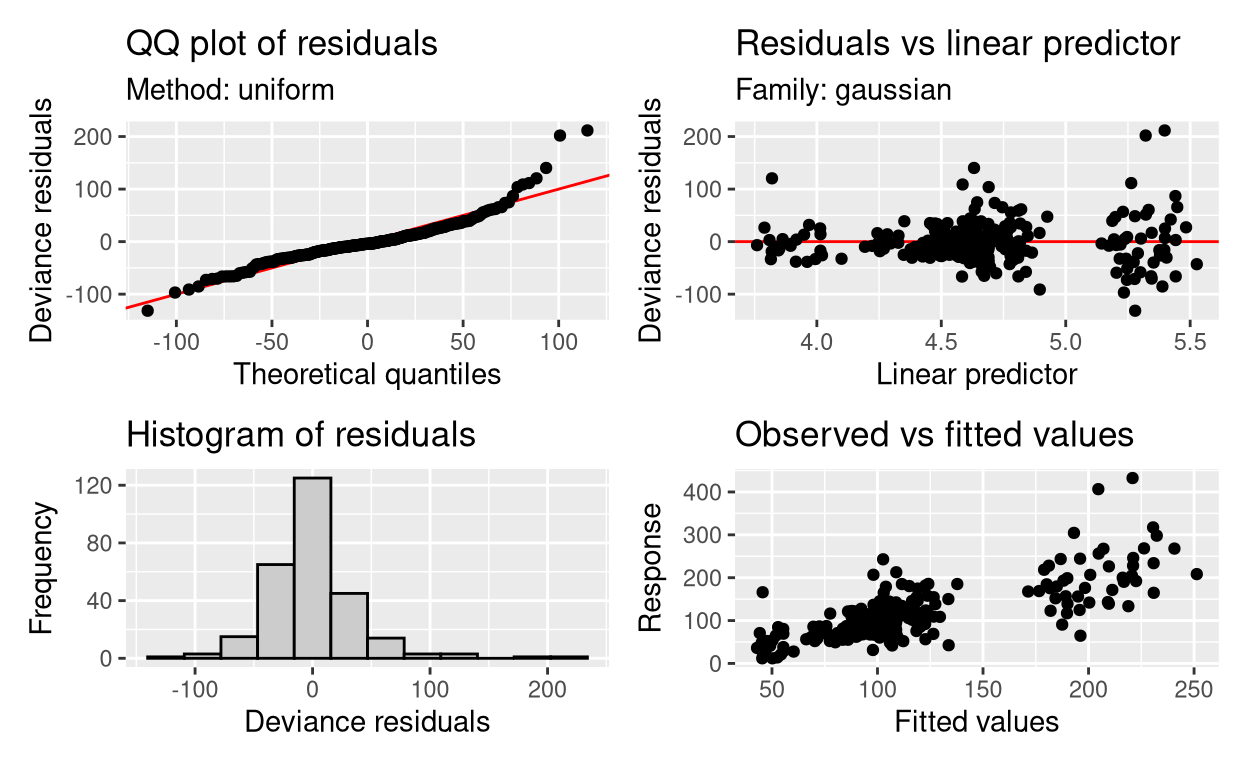 QQ plot of residuals
Method: uniform
Deviance residuals
200
100
0
-100
-100
-50
0
50
100
Theoretical quantiles
Residuals vs linear predictor
Family: gaussian
Deviance residuals
200
100
0
-100
4.0
4.5
5.0
5.5
Linear predictor
Histogram of residuals
Frequency
120
80
40
0
-100
0
100
200
Deviance residuals
Observed vs fitted values
Response
400
300
200
100
0
50
100
150
200
250
Fitted values